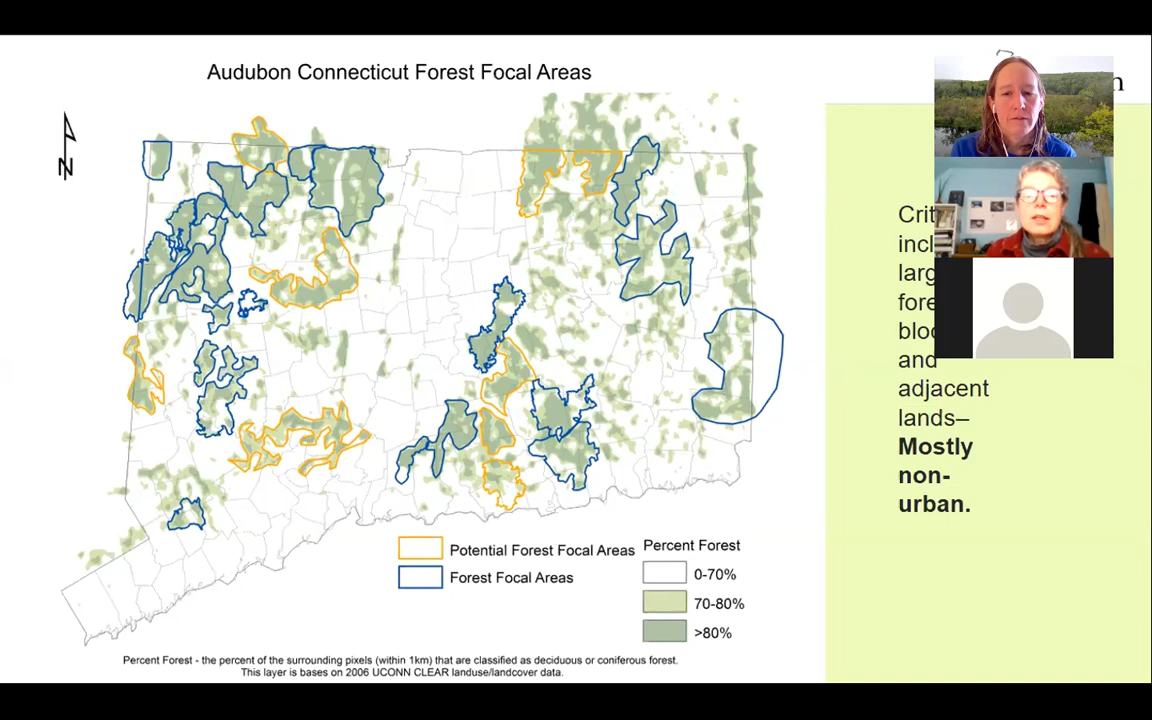 Audubon Connecticut Forest Focal Areas
N
Potential Forest Focal Areas
Forest Focal Areas
Percent Forest
0-70%
70-80%
>80%
Percent Forest - the percent of the surrounding pixels (within 1km) that are classified as deciduous or coniferous forest.
This layer is bases on 2006 UCONN CLEAR landuse/landcover data.
and
adjacent
lands–
Mostly
non-
urban.